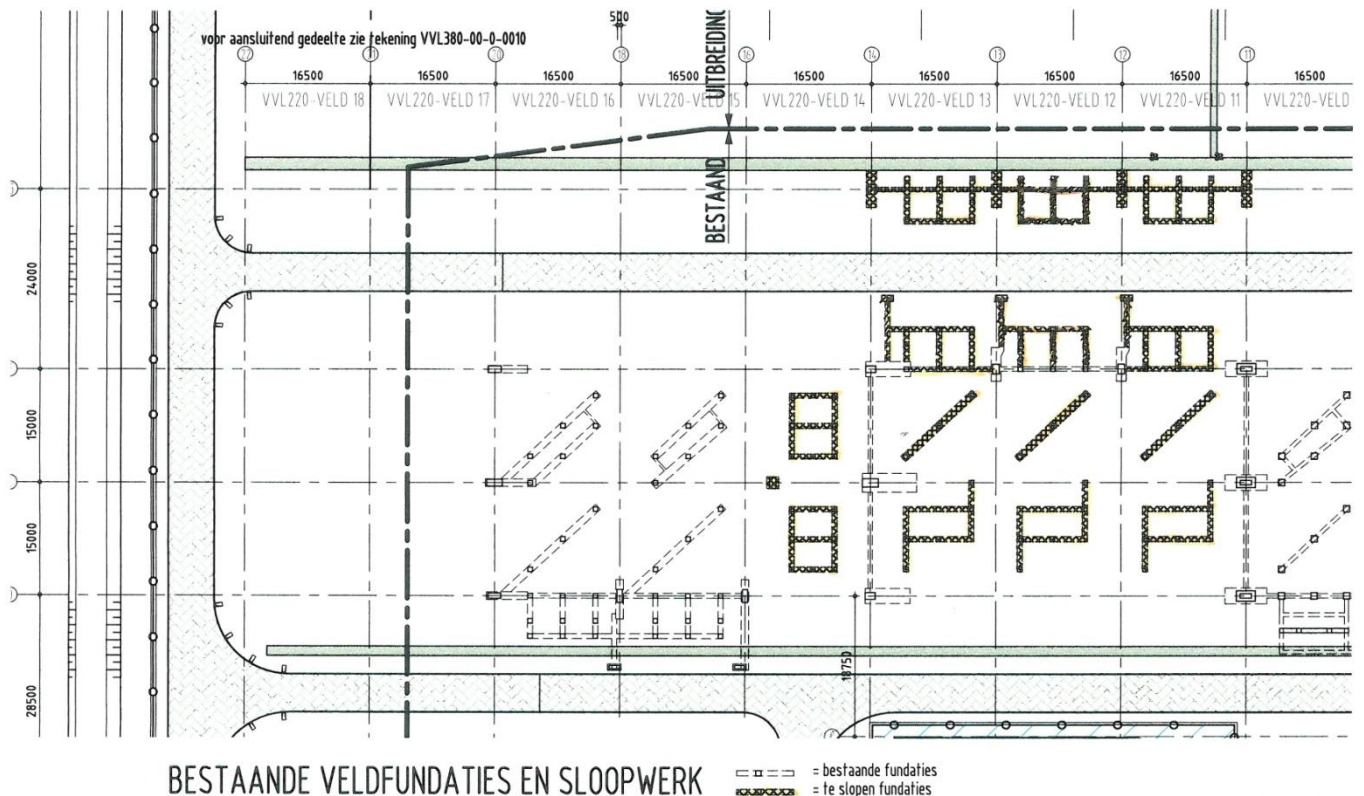 500
voor aansluitend gedeelte zie tekening VVL380-00-0-0010
22 21 20 18 16 14 13 12 11
16500 16500 16500 16500 16500 16500 16500 16500 16500
VVL220-VELD 18 VVL220-VELD 17 VVL220-VELD 16 VVL220-VELD 15 VVL220-VELD 14 VVL220-VELD 13 VVL220-VELD 12 VVL220-VELD 11 VVL220-VELD
UITBREIDING
BESTAAND
24000
15000
15000
18750
28500
BESTAANDE VELDFUNDATIES EN SLOOPWERK
= bestaande fundaties
= te slopen fundaties